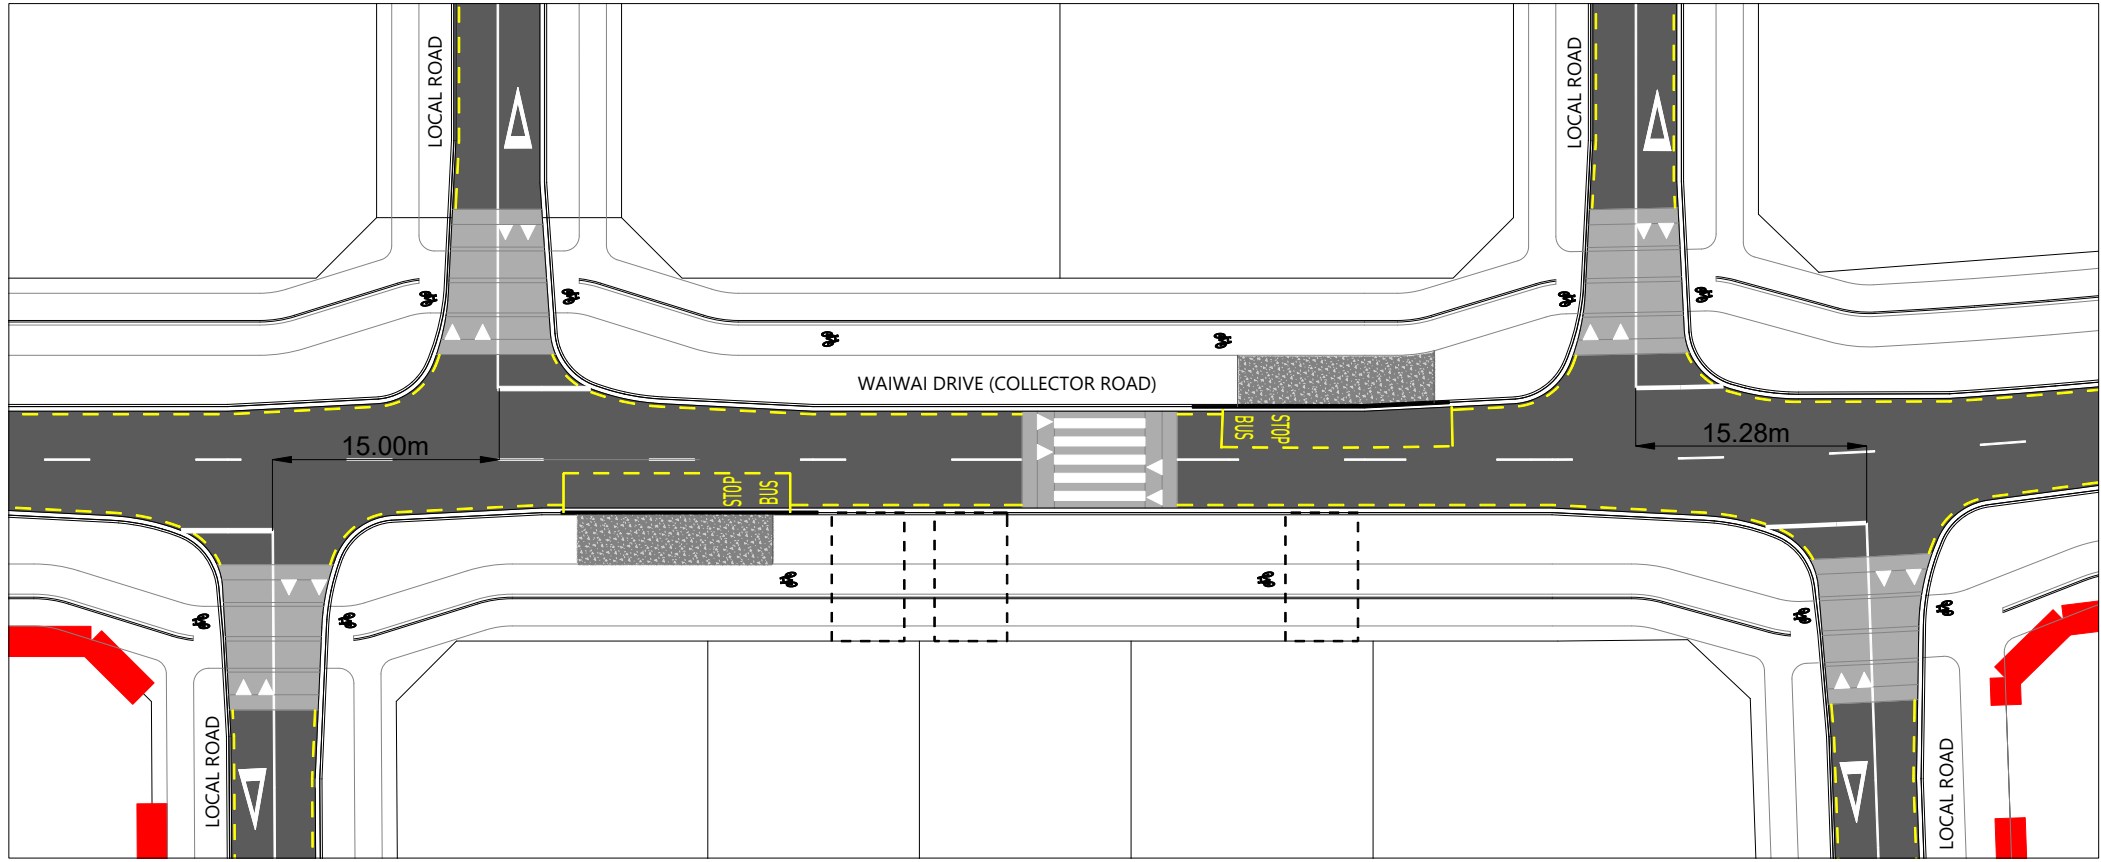 LOCAL ROAD
LOCAL ROAD
WAIWAI DRIVE (COLLECTOR ROAD)
BUS
STOP
15.00m
15.28m
STOP
BUS
LOCAL ROAD
LOCAL ROAD